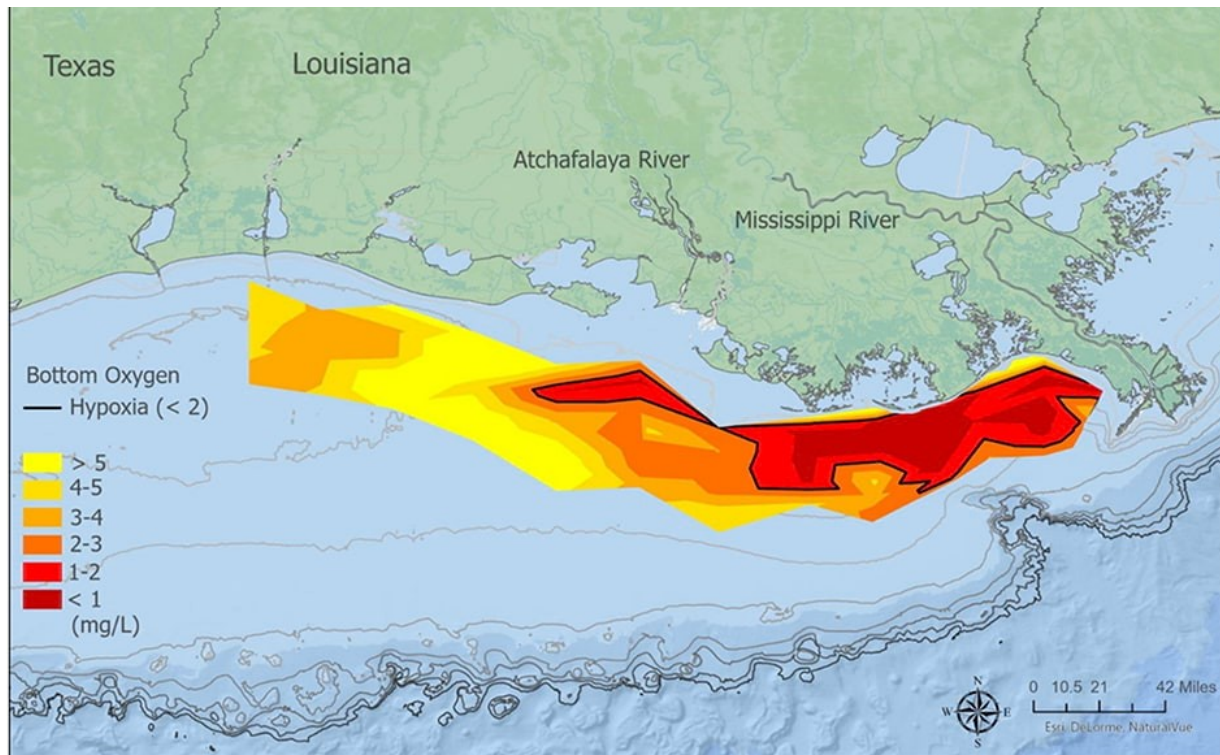 Texas
Louisiana
Atchafalaya River
Mississippi River
Bottom Oxygen
Hypoxia (< 2)
> 5
4-5
3-4
2-3
1-2
< 1
(mg/L)
N
W E
S
0 10.5 21 42 Miles
Esri, DeLorme, NaturalVue